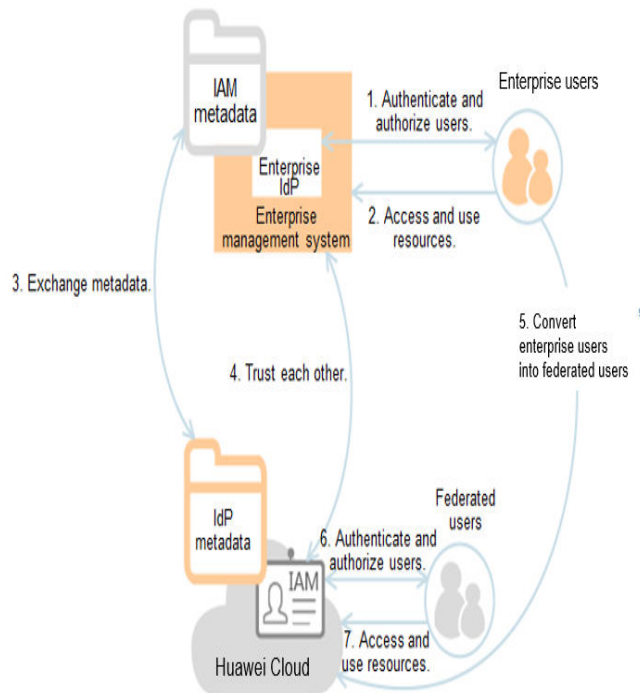 IAM
metadata
Enterprise users
1. Authenticate and
authorize users.
Enterprise
IdP
2. Access and use
resources.
Enterprise
management system
3. Exchange metadata.
5. Convert
enterprise users
into federated users
4. Trust each other.
IdP
metadata
Federated
users
6. Authenticate and
authorize users.
IAM
7. Access and
use resources.
Huawei Cloud